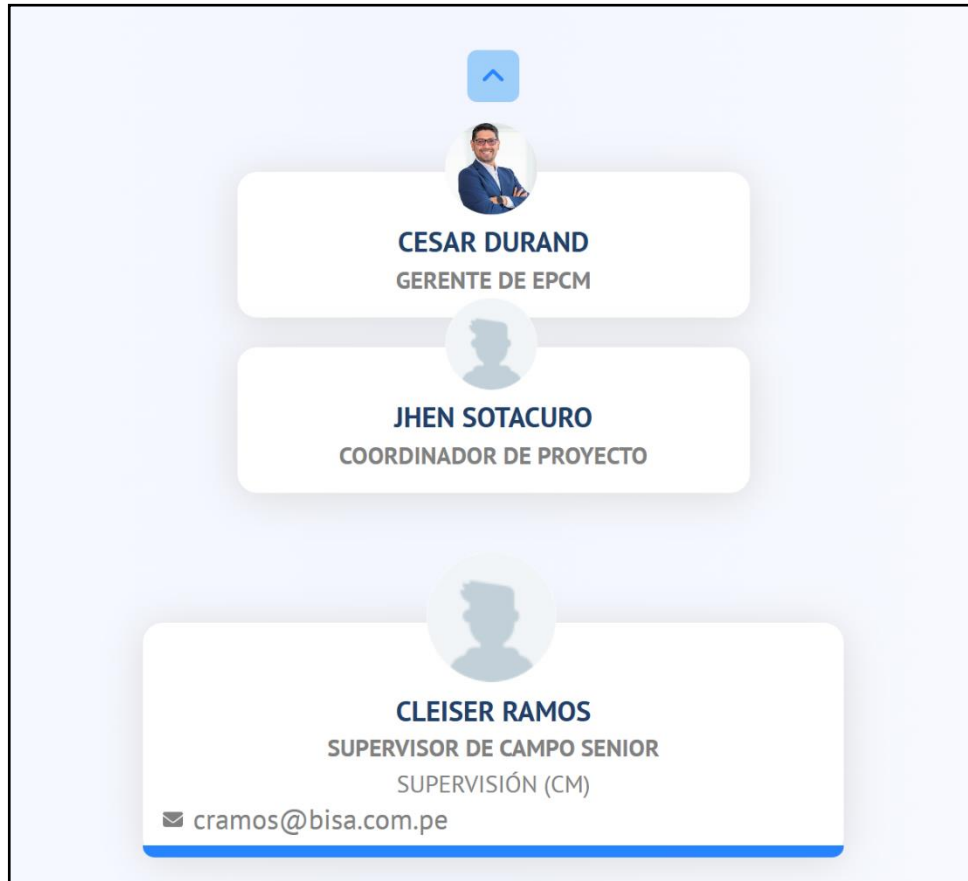 CESAR DURAND
GERENTE DE EPCM
JHEN SOTACURO
COORDINADOR DE PROYECTO
CLEISER RAMOS
SUPERVISOR DE CAMPO SENIOR
SUPERVISIÓN (CM)
cramos@bisa.com.pe